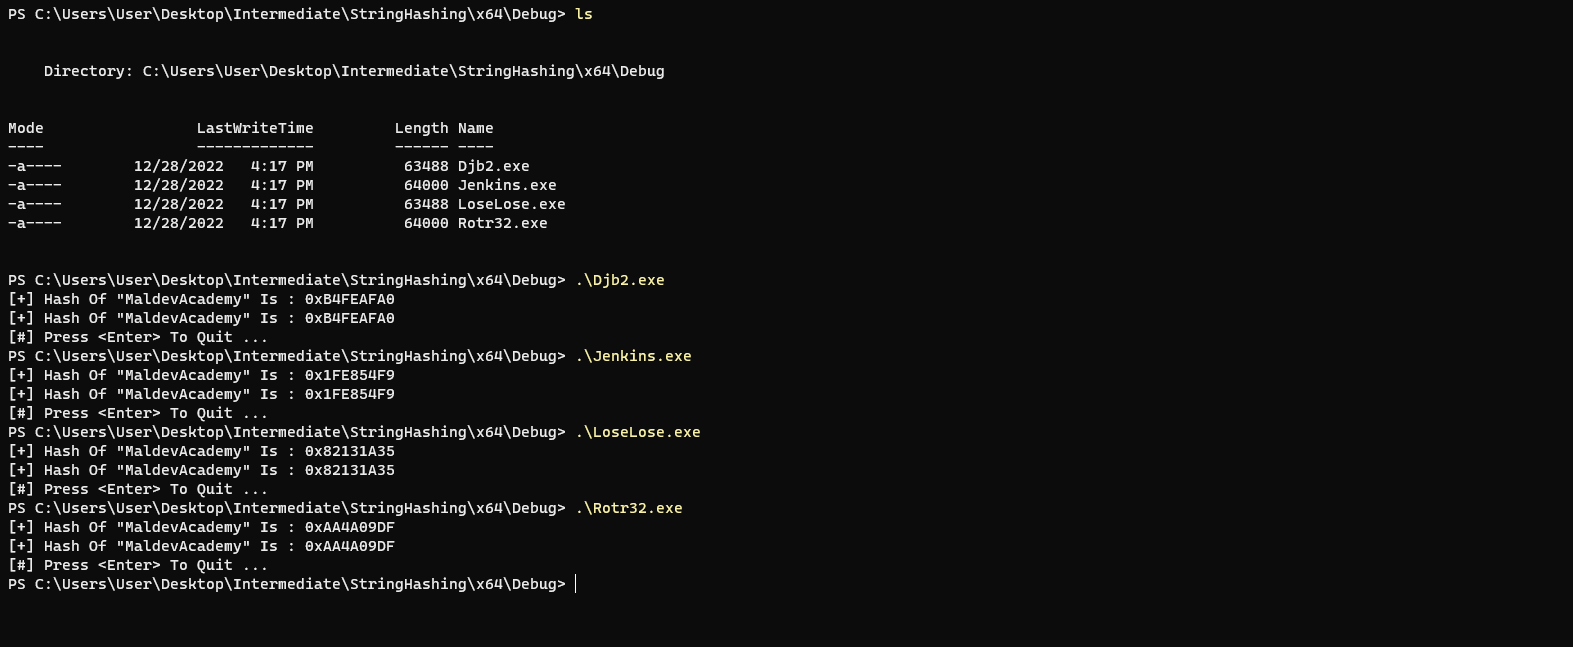 PS C:\Users\User\Desktop\Intermediate\StringHashing\x64\Debug> ls
Directory: C:\Users\User\Desktop\Intermediate\StringHashing\x64\Debug
Mode LastWriteTime Length Name
---- ------------- ------ ----
-a---- 12/28/2022 4:17 PM 63488 Djb2.exe
-a---- 12/28/2022 4:17 PM 64000 Jenkins.exe
-a---- 12/28/2022 4:17 PM 63488 LoseLose.exe
-a---- 12/28/2022 4:17 PM 64000 Rotr32.exe
PS C:\Users\User\Desktop\Intermediate\StringHashing\x64\Debug> .\Djb2.exe
[+] Hash Of "MaldevAcademy" Is : 0xB4FEAFA0
[+] Hash Of "MaldevAcademy" Is : 0xB4FEAFA0
[#] Press <Enter> To Quit ...
PS C:\Users\User\Desktop\Intermediate\StringHashing\x64\Debug> .\Jenkins.exe
[+] Hash Of "MaldevAcademy" Is : 0x1FE854F9
[+] Hash Of "MaldevAcademy" Is : 0x1FE854F9
[#] Press <Enter> To Quit ...
PS C:\Users\User\Desktop\Intermediate\StringHashing\x64\Debug> .\LoseLose.exe
[+] Hash Of "MaldevAcademy" Is : 0x82131A35
[+] Hash Of "MaldevAcademy" Is : 0x82131A35
[#] Press <Enter> To Quit ...
PS C:\Users\User\Desktop\Intermediate\StringHashing\x64\Debug> .\Rotr32.exe
[+] Hash Of "MaldevAcademy" Is : 0xAA4A09DF
[+] Hash Of "MaldevAcademy" Is : 0xAA4A09DF
[#] Press <Enter> To Quit ...
PS C:\Users\User\Desktop\Intermediate\StringHashing\x64\Debug>